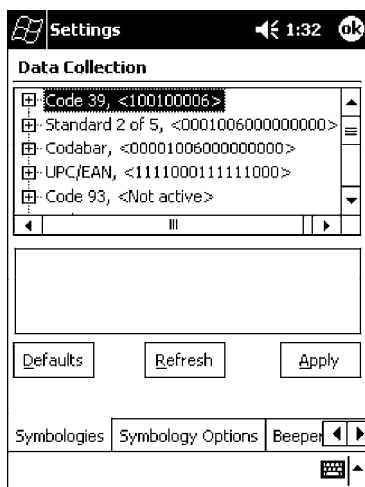 Settings 1:32 ok
Data Collection
Code 39, <100100006>
Standard 2 of 5, <0001006000000000>
Codabar, <00001006000000000>
UPC/EAN, <1111000111111000>
Code 93, <Not active>
Defaults Refresh Apply
Symbologies Symbology Options Beeper